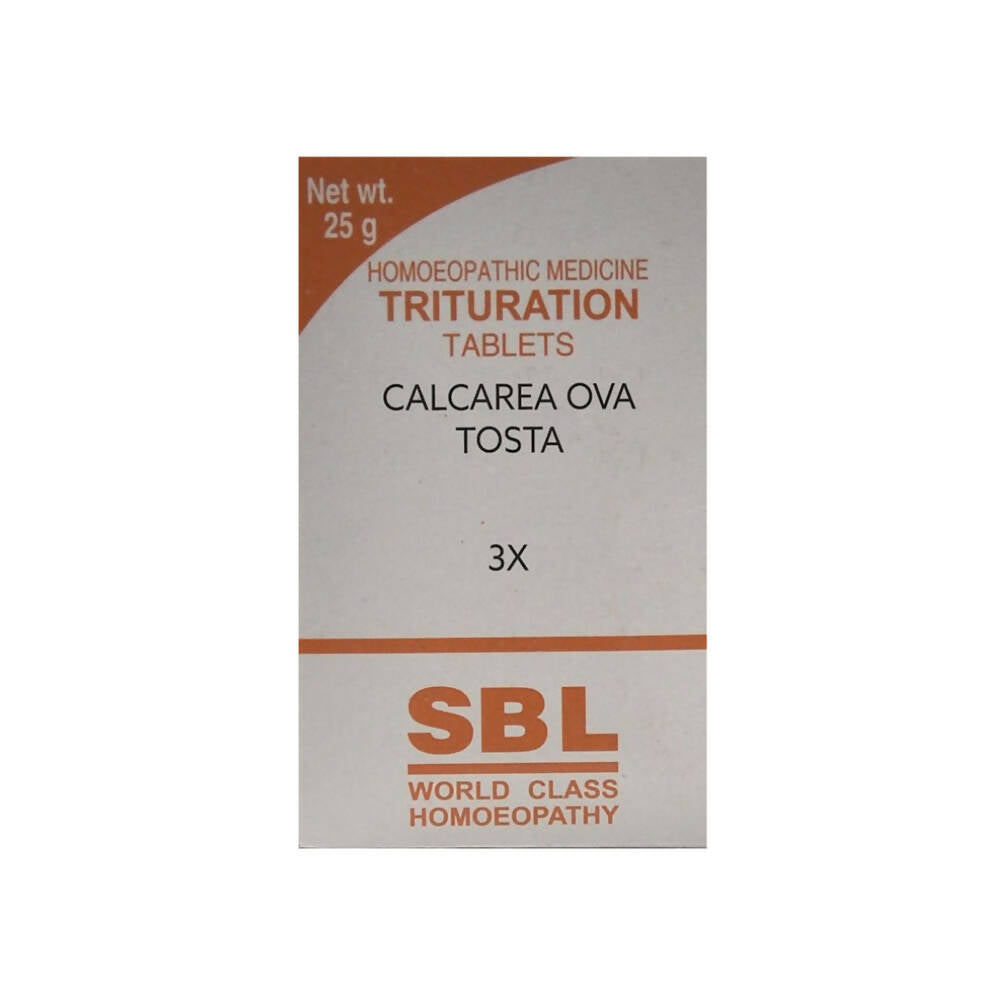 Net wt.
25 g
HOMOEOPATHIC MEDICINE
TRITURATION
TABLETS
CALCAREA OVA
TOSTA
3X
SBL
WORLD CLASS
HOMOEOPATHY